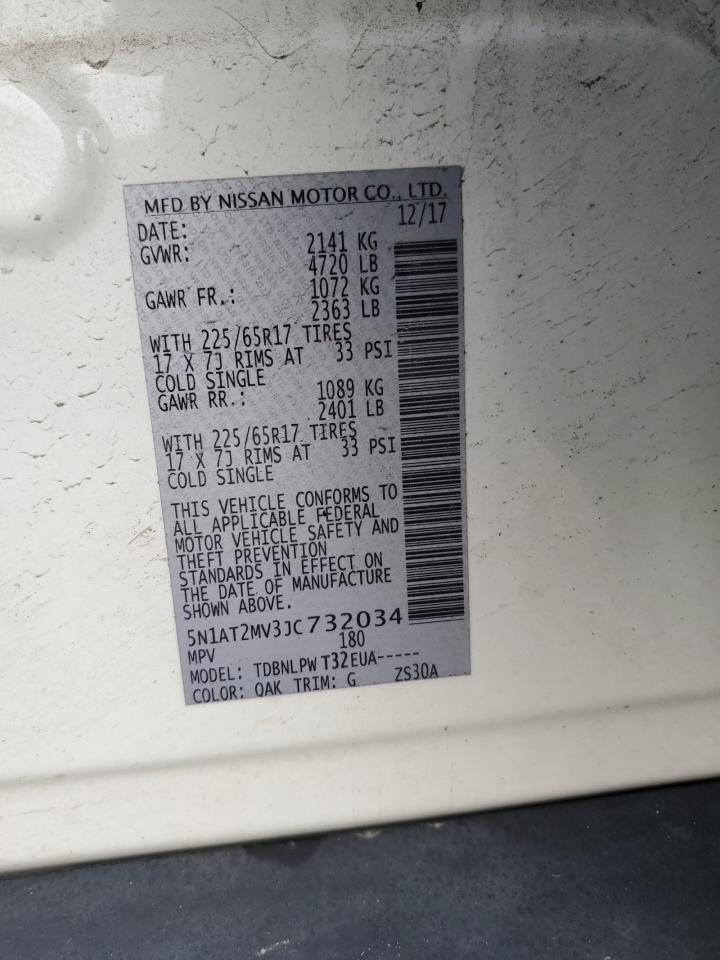 MFD BY NISSAN MOTOR CO., LTD.
DATE: 12/17
GVWR: 2141 KG
4720 LB
GAWR FR.: 1072 KG
2363 LB
WITH 225/65R17 TIRES
17 X 7J RIMS AT 33 PSI
COLD SINGLE
GAWR RR.: 1089 KG
2401 LB
WITH 225/65R17 TIRES
17 X 7J RIMS AT 33 PSI
COLD SINGLE
THIS VEHICLE CONFORMS TO
ALL APPLICABLE FEDERAL
MOTOR VEHICLE SAFETY AND
THEFT PREVENTION
STANDARDS IN EFFECT ON
THE DATE OF MANUFACTURE
SHOWN ABOVE.
5N1AT2MV3JC732034
MPV 180
MODEL: TDBNLPW T32EUA-----
COLOR: QAK TRIM: G ZS30A